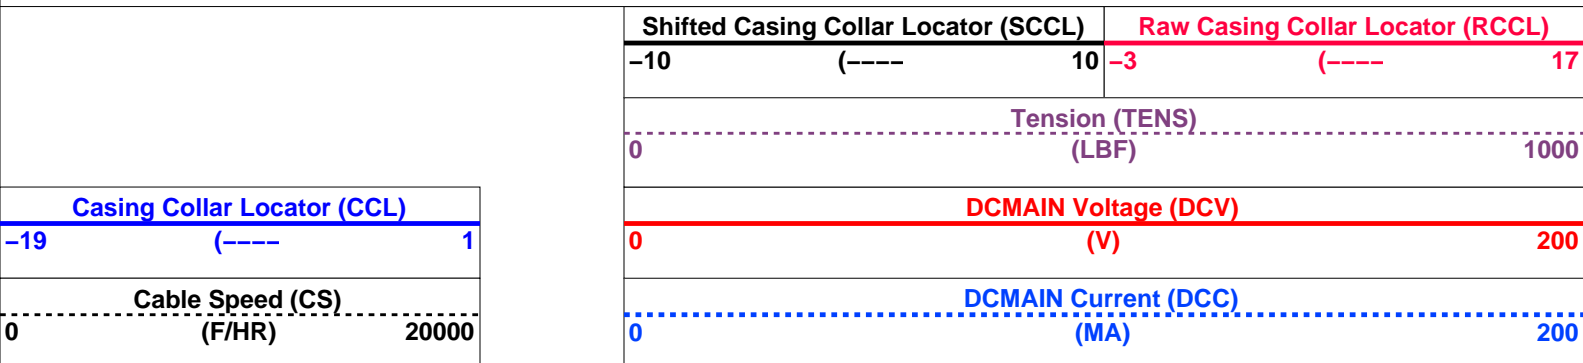 Shifted Casing Collar Locator (SCCL) Raw Casing Collar Locator (RCCL)
−10 (−−−− 10 −3 (−−−− 17
Tension (TENS)
0 (LBF) 1000
Casing Collar Locator (CCL) DCMAIN Voltage (DCV)
−19 (−−−− 1 0 (V) 200
Cable Speed (CS) DCMAIN Current (DCC)
0 (F/HR) 20000 0 (MA) 200